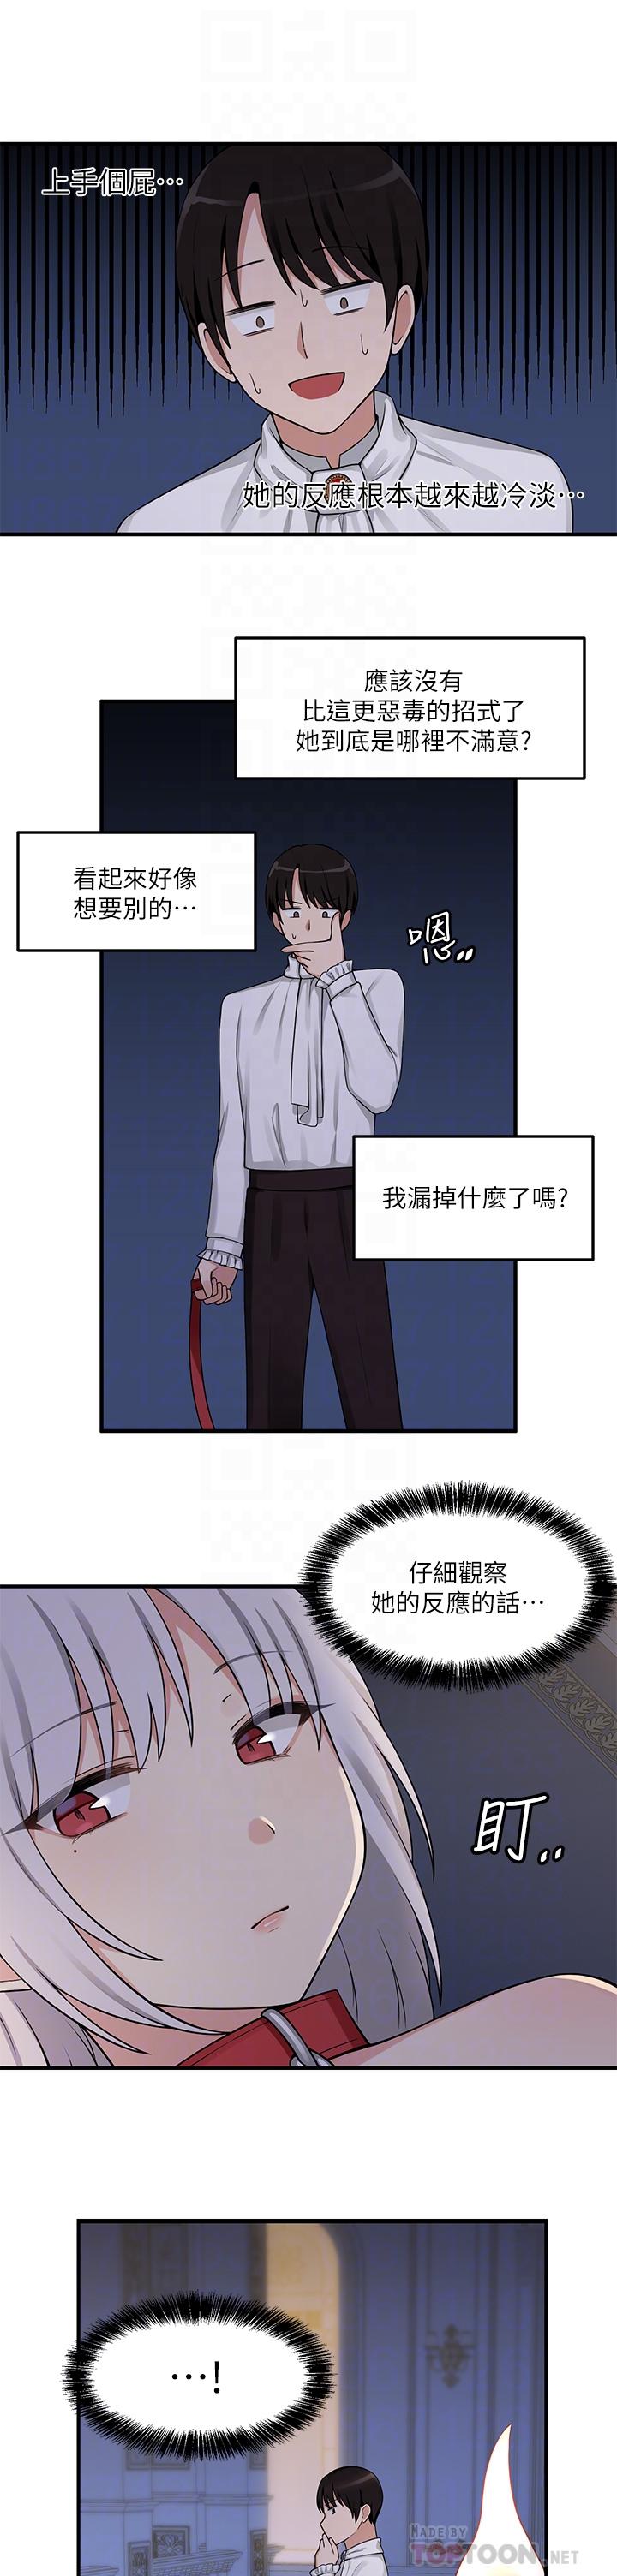 上手個屁⋯
她的反應根本越來越冷淡⋯
應該沒有
比這更惡毒的招式了
她到底是哪裡不滿意?
看起來好像
想要別的⋯
嗯..
我漏掉什麼了嗎?
仔細觀察
她的反應的話⋯
盯..
⋯!
MADE BY
TOPTOON.NET